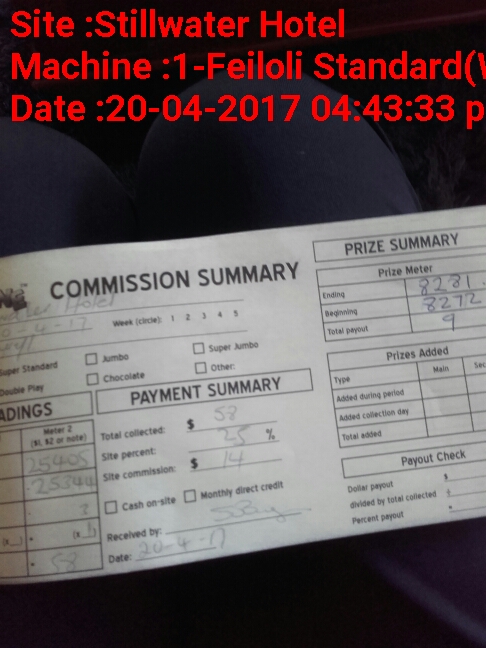 Site :Stillwater Hotel
Machine :1-Feiloli Standard(
Date :20-04-2017 04:43:33 p
COMMISSION SUMMARY
Hotel
0-4-17
Week (circle): 1 2 3 4 5
Super Standard
Jumbo
Super Jumbo
Double Play
Chocolate
Other:
ADINGS
Meter 2
($1, $2 or note)
25405
25344
58
PAYMENT SUMMARY
Total collected: $ 58
Site percent: 25 %
Site commission: $ 14
Cash on-site
Monthly direct credit
Received by:
Date: 20-4-17
PRIZE SUMMARY
Prize Meter
Ending 8281
Beginning 8272
Total payout 9
Prizes Added
Type Main
Added during period
Added collection day
Total added
Payout Check
Dollar payout $
divided by total collected ÷
Percent payout